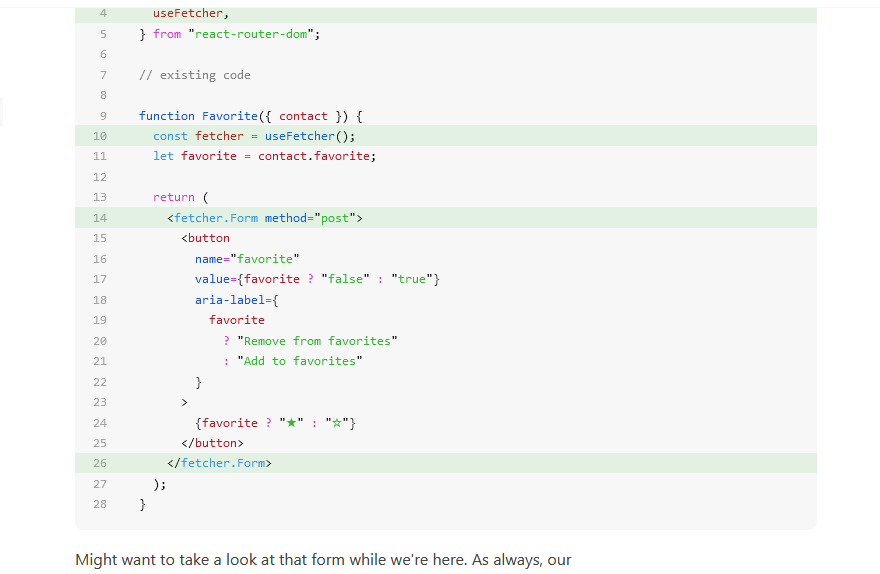 4 useFetcher,
5 } from "react-router-dom";
6
7 // existing code
8
9 function Favorite({ contact }) {
10 const fetcher = useFetcher();
11 let favorite = contact.favorite;
12
13 return (
14 <fetcher.Form method="post">
15 <button
16 name="favorite"
17 value={favorite ? "false" : "true"}
18 aria-label={
19 favorite
20 ? "Remove from favorites"
21 : "Add to favorites"
22 }
23 >
24 {favorite ? "★" : "☆"}
25 </button>
26 </fetcher.Form>
27 );
28 }
Might want to take a look at that form while we're here. As always, our